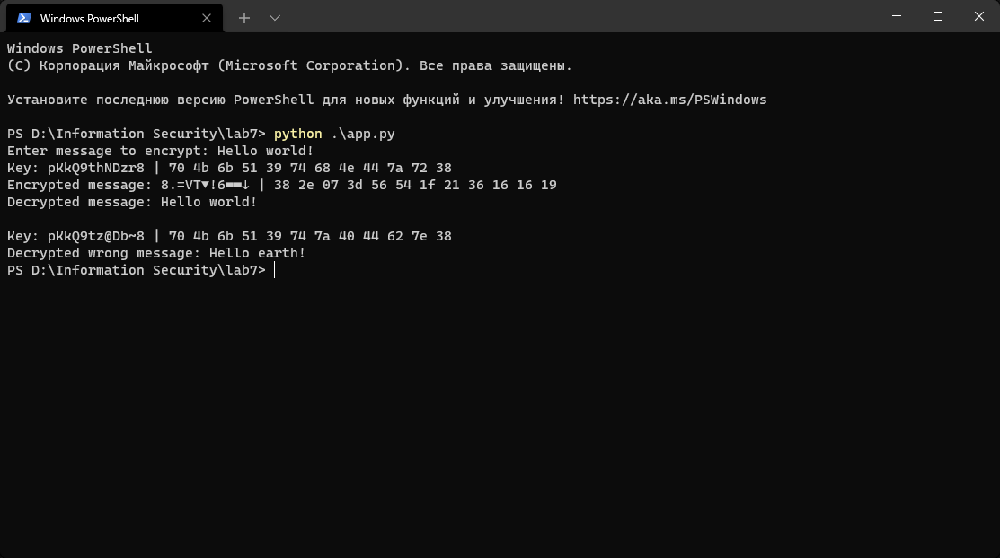 Windows PowerShell
Windows PowerShell
(C) Корпорация Майкрософт (Microsoft Corporation). Все права защищены.
Установите последнюю версию PowerShell для новых функций и улучшения! https://aka.ms/PSWindows
PS D:\Information Security\lab7> python .\app.py
Enter message to encrypt: Hello world!
Key: pKkQ9thNDzr8 | 70 4b 6b 51 39 74 68 4e 44 7a 72 38
Encrypted message: 8.=VT▼!6▬▬↓ | 38 2e 07 3d 56 54 1f 21 36 16 16 19
Decrypted message: Hello world!
Key: pKkQ9tz@Db~8 | 70 4b 6b 51 39 74 7a 40 44 62 7e 38
Decrypted wrong message: Hello earth!
PS D:\Information Security\lab7>